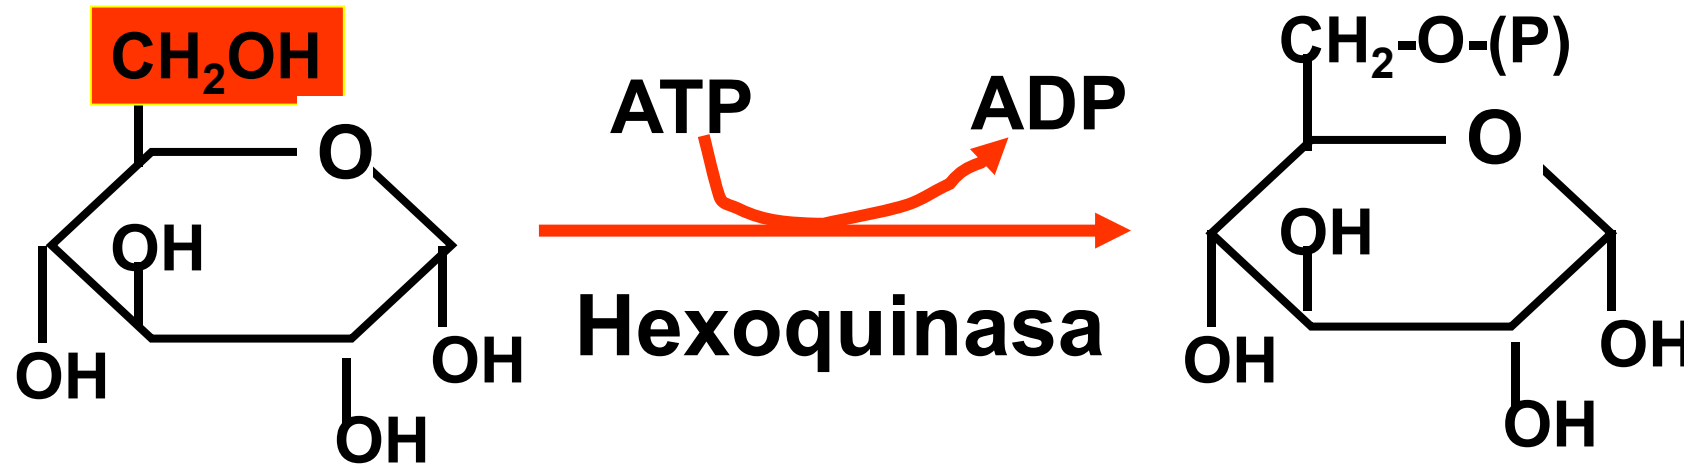 CH₂OH
O
OH
OH
OH
OH
ATP
ADP
Hexoquinasa
CH₂-O-(P)
O
OH
OH
OH
OH